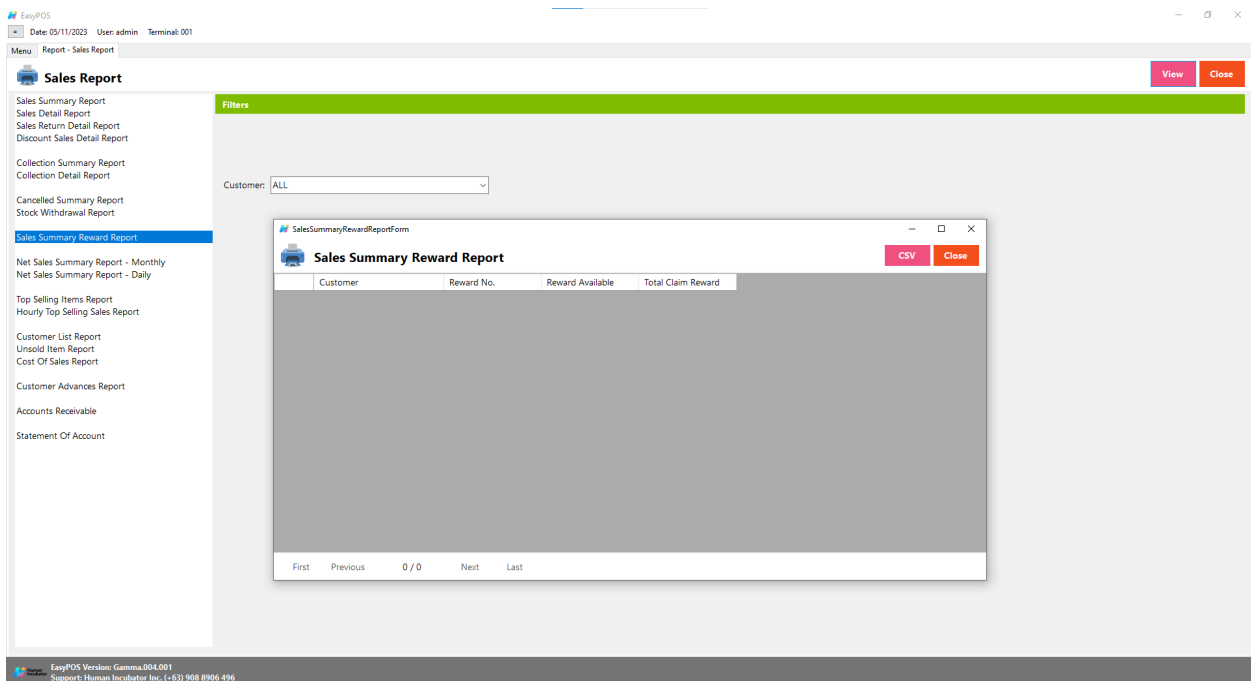 EasyPOS
Date: 05/11/2023 User: admin Terminal: 001
Menu Report - Sales Report
Sales Report
View Close
Sales Summary Report
Sales Detail Report
Sales Return Detail Report
Discount Sales Detail Report
Collection Summary Report
Collection Detail Report
Cancelled Summary Report
Stock Withdrawal Report
Sales Summary Reward Report
Net Sales Summary Report - Monthly
Net Sales Summary Report - Daily
Top Selling Items Report
Hourly Top Selling Sales Report
Customer List Report
Unsold Item Report
Cost Of Sales Report
Customer Advances Report
Accounts Receivable
Statement Of Account
Filters
Customer: ALL
SalesSummaryRewardReportForm
Sales Summary Reward Report
CSV Close
Customer Reward No. Reward Available Total Claim Reward
First Previous 0 / 0 Next Last
Human
Incubator
EasyPOS Version: Gamma.004.001
Support: Human Incubator Inc. (+63) 908 8906 496